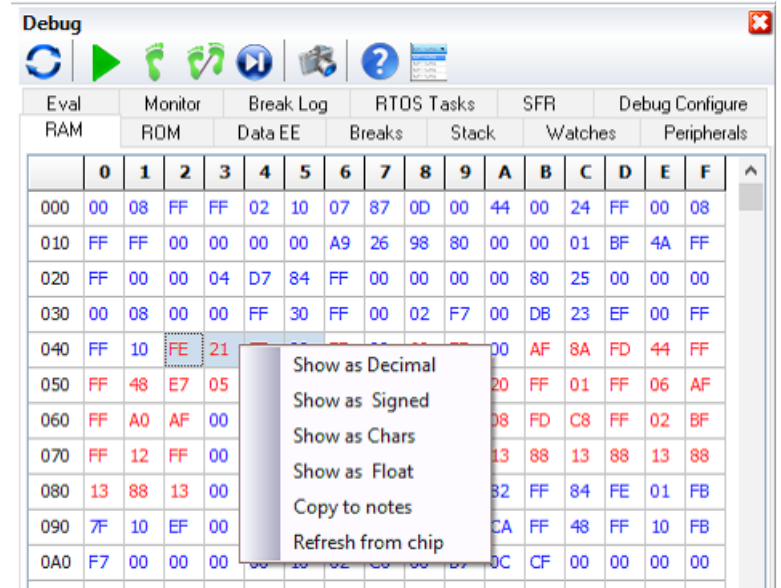 Debug
Eval Monitor Break Log RTOS Tasks SFR Debug Configure
RAM ROM Data EE Breaks Stack Watches Peripherals
0 1 2 3 4 5 6 7 8 9 A B C D E F
000 00 08 FF FF 02 10 07 87 0D 00 44 00 24 FF 00 08
010 FF FF 00 00 00 00 A9 26 98 80 00 00 01 BF 4A FF
020 FF 00 00 04 D7 84 FF 00 00 00 00 80 25 00 00 00
030 00 08 00 00 FF 30 FF 00 02 F7 00 DB 23 EF 00 FF
040 FF 10 FE 21 00 AF 8A FD 44 FF
Show as Decimal
050 FF 48 E7 05 20 FF 01 FF 06 AF
Show as Signed
060 FF A0 AF 00 08 FD C8 FF 02 BF
Show as Chars
070 FF 12 FF 00 13 88 13 88 13 88
Show as Float
080 13 88 13 00 82 FF 84 FE 01 FB
Copy to notes
090 7F 10 EF 00 CA FF 48 FF 10 FB
Refresh from chip
0A0 F7 00 00 00 0C CF 00 00 00 00